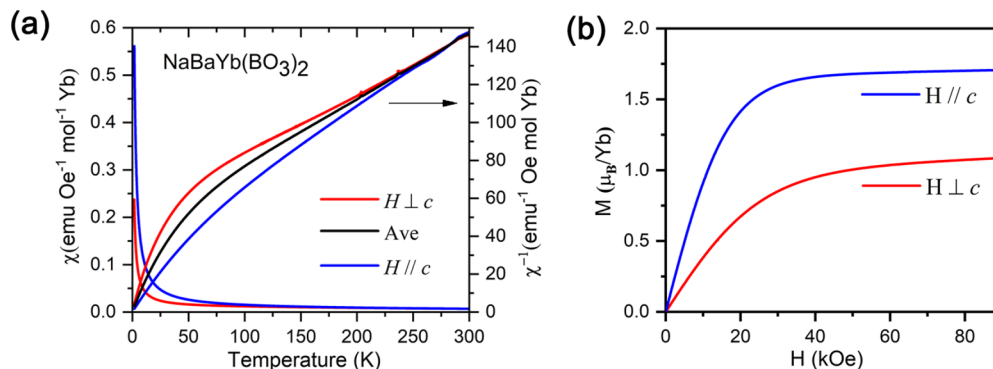 (a)
NaBaYb(BO₃)₂
χ(emu Oe⁻¹ mol⁻¹ Yb)
0.6
0.5
0.4
0.3
0.2
0.1
0.0
H ⊥ c
Ave
H // c
140
120
100
80
60
40
20
0
χ⁻¹(emu⁻¹ Oe mol Yb)
0 50 100 150 200 250 300
Temperature (K)
(b)
M (μB/Yb)
2.0
1.5
1.0
0.5
0.0
H // c
H ⊥ c
0 20 40 60 80
H (kOe)